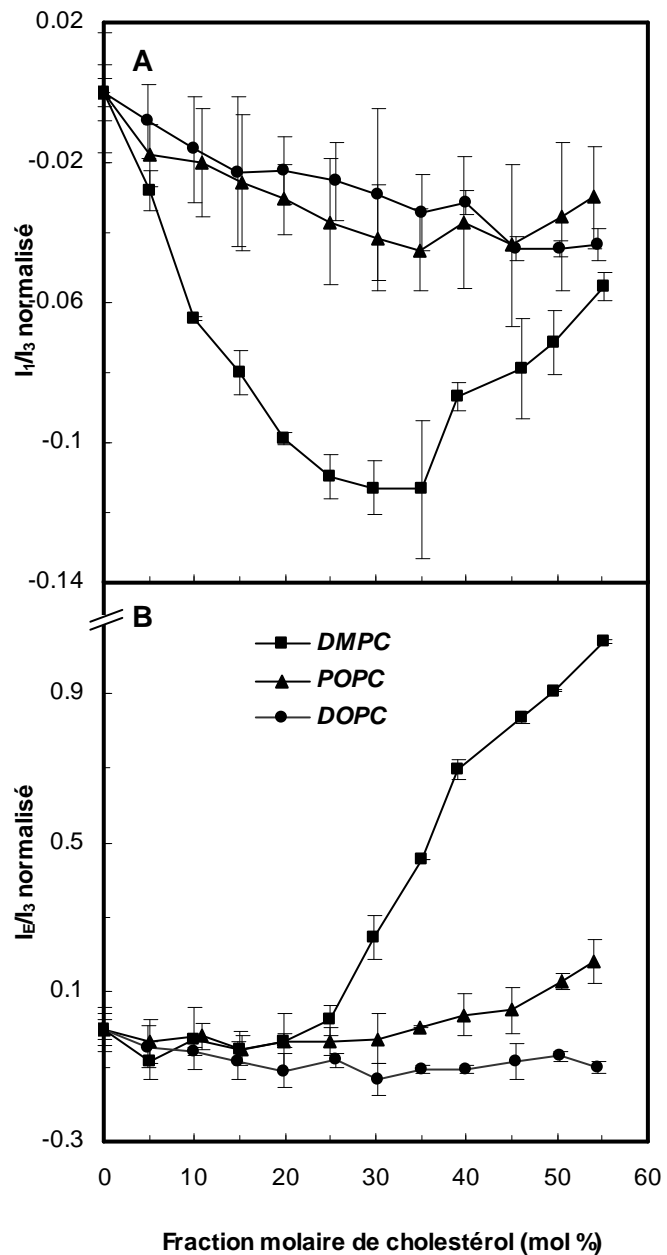 0.02
A
-0.02
-0.06
-0.1
-0.14
I₁/I₃ normalisé
B
DMPC
POPC
DOPC
0.9
0.5
0.1
-0.3
I_E/I₃ normalisé
0 10 20 30 40 50 60
Fraction molaire de cholestérol (mol %)